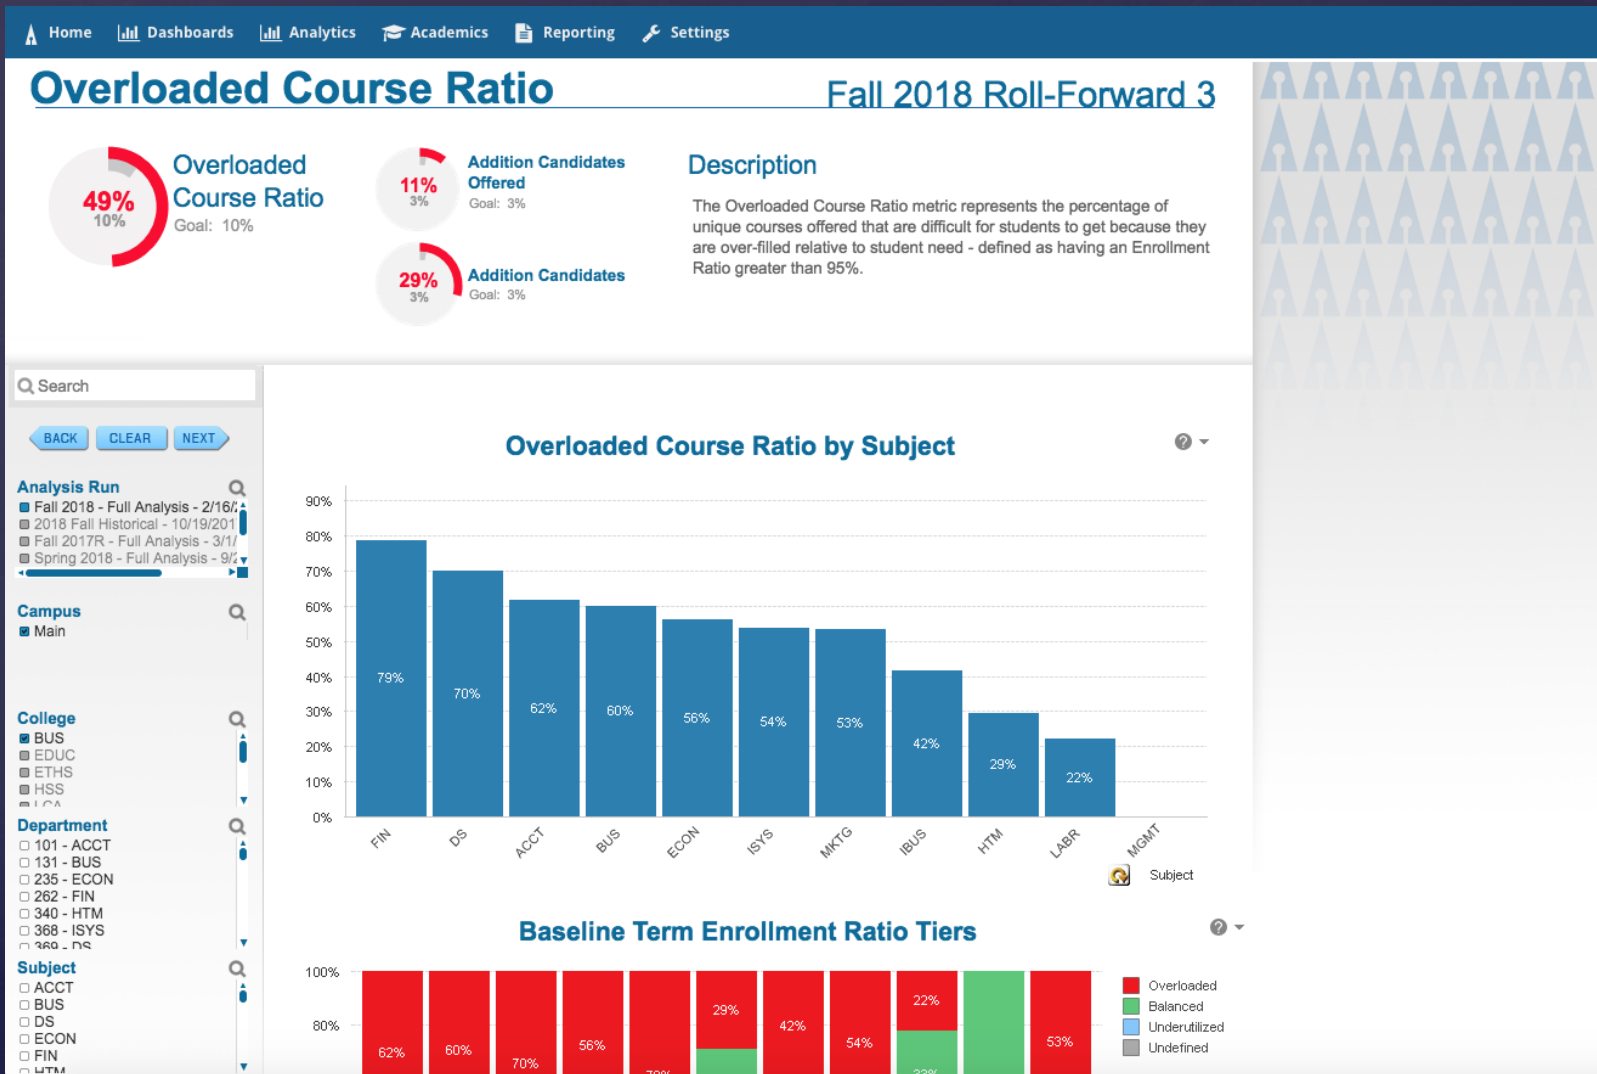 Home Dashboards Analytics Academics Reporting Settings
Overloaded Course Ratio
Fall 2018 Roll-Forward 3
49%
10%
Overloaded
Course Ratio
Goal: 10%
11%
3%
Addition Candidates
Offered
Goal: 3%
29%
3%
Addition Candidates
Goal: 3%
Description
The Overloaded Course Ratio metric represents the percentage of
unique courses offered that are difficult for students to get because they
are over-filled relative to student need - defined as having an Enrollment
Ratio greater than 95%.
Search
BACK CLEAR NEXT
Analysis Run
Fall 2018 - Full Analysis - 2/16/
2018 Fall Historical - 10/19/201
Fall 2017R - Full Analysis - 3/1/
Spring 2018 - Full Analysis - 9/2
Campus
Main
College
BUS
EDUC
ETHS
HSS
LCA
Department
101 - ACCT
131 - BUS
235 - ECON
262 - FIN
340 - HTM
368 - ISYS
369 - DS
Subject
ACCT
BUS
DS
ECON
FIN
HTM
Overloaded Course Ratio by Subject
?
90%
80%
70%
60%
50%
40%
30%
20%
10%
0%
79% 70% 62% 60% 56% 54% 53% 42% 29% 22%
FIN DS ACCT BUS ECON ISYS MKTG IBUS HTM LABR MGMT
Subject
Baseline Term Enrollment Ratio Tiers
?
100%
80%
62% 60% 70% 56% 79% 29% 42% 54% 22% 53%
33%
Overloaded
Balanced
Underutilized
Undefined